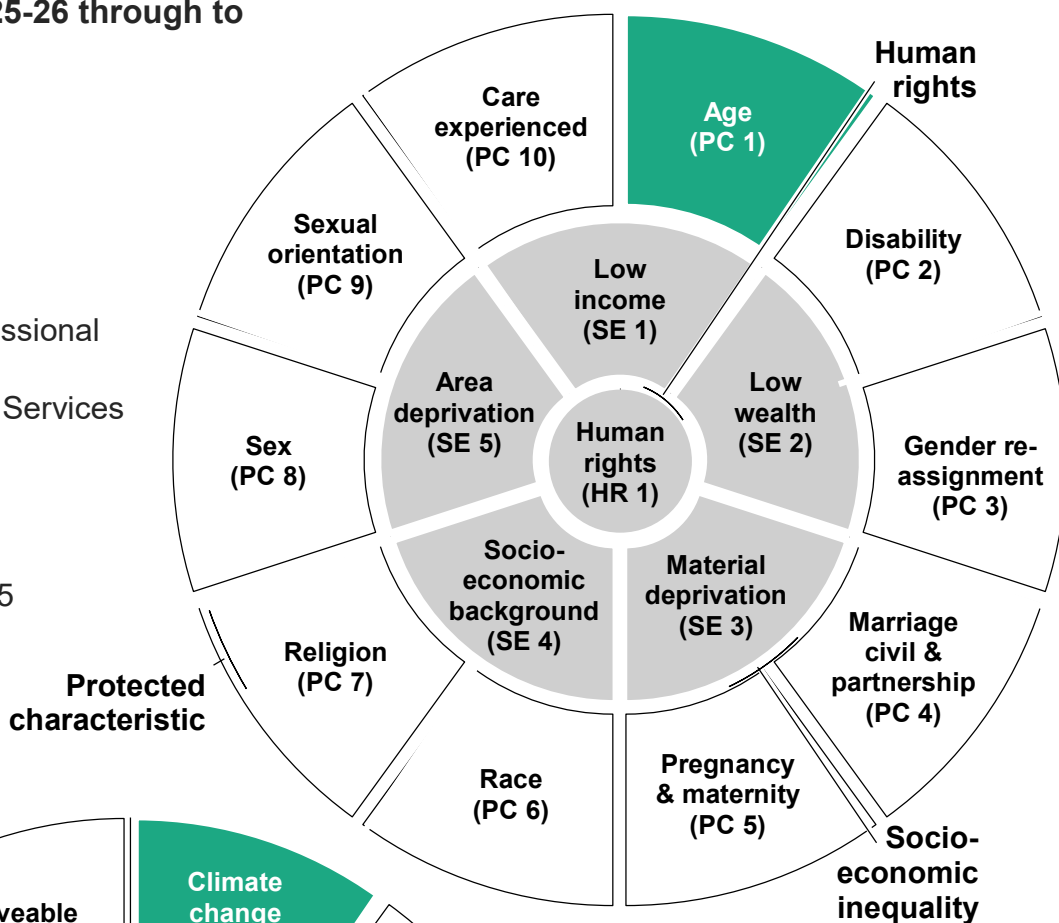 25-26 through to
Human
rights
Care
experienced
(PC 10)
Age
(PC 1)
Sexual
orientation
(PC 9)
Disability
(PC 2)
Low
income
(SE 1)
Area
deprivation
(SE 5)
Low
wealth
(SE 2)
Services
Sex
(PC 8)
Human
rights
(HR 1)
Gender re-
assignment
(PC 3)
Socio-
economic
background
(SE 4)
Material
deprivation
(SE 3)
5
Religion
(PC 7)
Marriage
civil &
partnership
(PC 4)
Protected
characteristic
Race
(PC 6)
Pregnancy
& maternity
(PC 5)
Socio-
economic
inequality
Climate
change